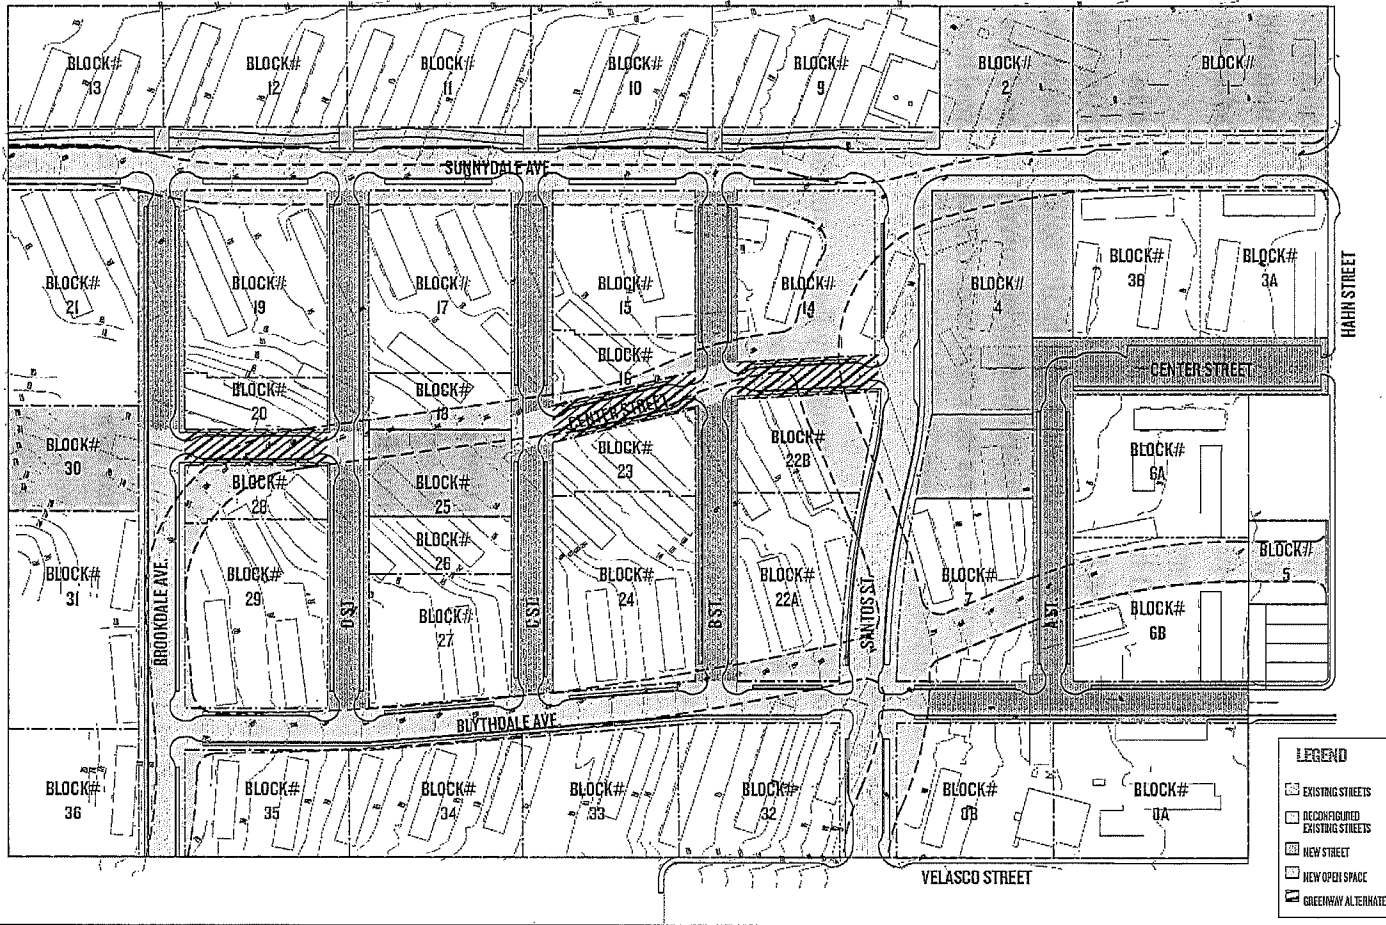 BLOCK#
13
BLOCK#
12
BLOCK#
11
BLOCK#
10
BLOCK#
9
BLOCK#
2
BLOCK#
1
SUNNYDALE AVE
BLOCK#
21
BLOCK#
19
BLOCK#
17
BLOCK#
15
BLOCK#
14
BLOCK#
4
BLOCK#
3B
BLOCK#
3A
HAHN STREET
BLOCK#
16
BLOCK#
20
BLOCK#
18
CENTER STREET
CENTER STREET
BLOCK#
30
BLOCK#
23
BLOCK#
22B
BLOCK#
6A
BLOCK#
28
BLOCK#
25
BLOCK#
26
BLOCK#
5
BLOCK#
31
BLOCK#
29
BLOCK#
27
BLOCK#
24
BLOCK#
22A
BLOCK#
7
BLOCK#
6B
BROOKDALE AVE.
D ST.
C ST.
B ST.
SANTOS ST.
A ST.
BLYTHDALE AVE.
BLOCK#
36
BLOCK#
35
BLOCK#
34
BLOCK#
33
BLOCK#
32
BLOCK#
BLOCK#
VELASCO STREET
LEGEND
EXISTING STREETS
RECONFIGURED
EXISTING STREETS
NEW STREET
NEW OPEN SPACE
GREENWAY ALTERNATE